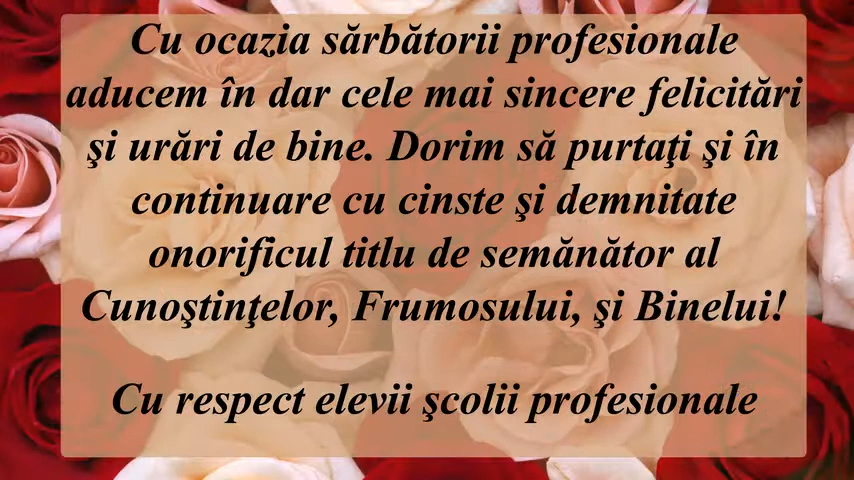 Cu ocazia sărbătorii profesionale
aducem în dar cele mai sincere felicitări
şi urări de bine. Dorim să purtaţi şi în
continuare cu cinste şi demnitate
onorificul titlu de semănător al
Cunoştinţelor, Frumosului, şi Binelui!
Cu respect elevii şcolii profesionale